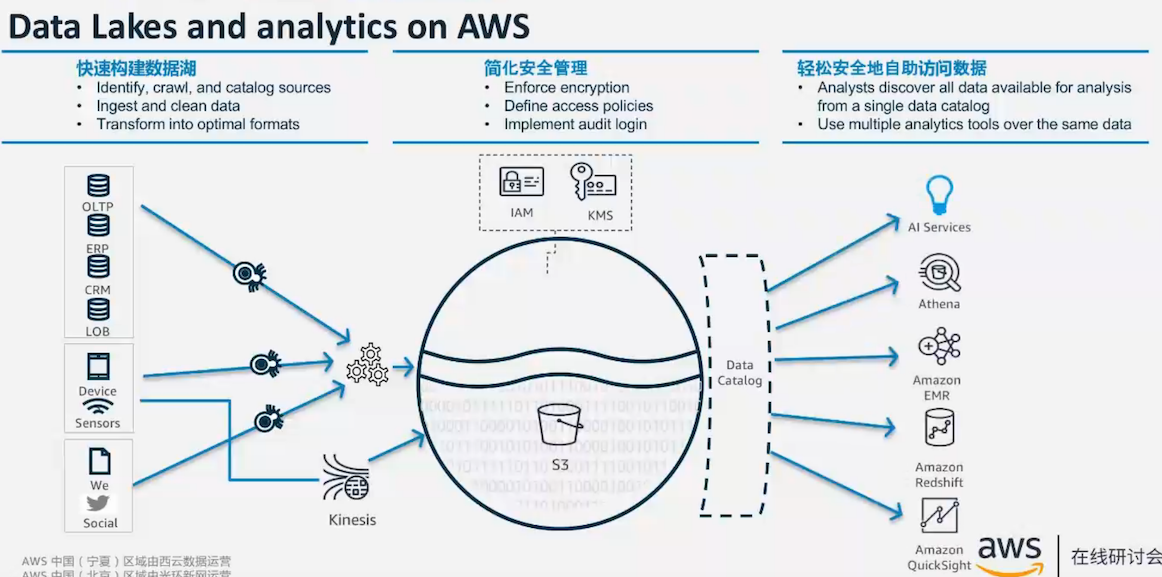 Data Lakes and analytics on AWS
快速构建数据湖
• Identify, crawl, and catalog sources
• Ingest and clean data
• Transform into optimal formats
简化安全管理
• Enforce encryption
• Define access policies
• Implement audit login
轻松安全地自助访问数据
• Analysts discover all data available for analysis
from a single data catalog
• Use multiple analytics tools over the same data
OLTP
ERP
CRM
LOB
Device
Sensors
We
Social
Kinesis
IAM
KMS
S3
Data
Catalog
AI Services
Athena
Amazon
EMR
Amazon
Redshift
Amazon
QuickSight
AWS 中国（宁夏）区域由西云数据运营
AWS 中国（北京）区域由光环新网运营
aws
在线研讨会